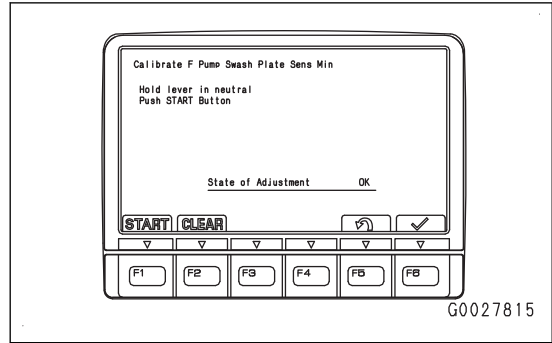 Calibrate F Pump Swash Plate Sens Min
Hold lever in neutral
Push START Button
State of Adjustment OK
START CLEAR
F1 F2 F3 F4 F5 F6
G0027815